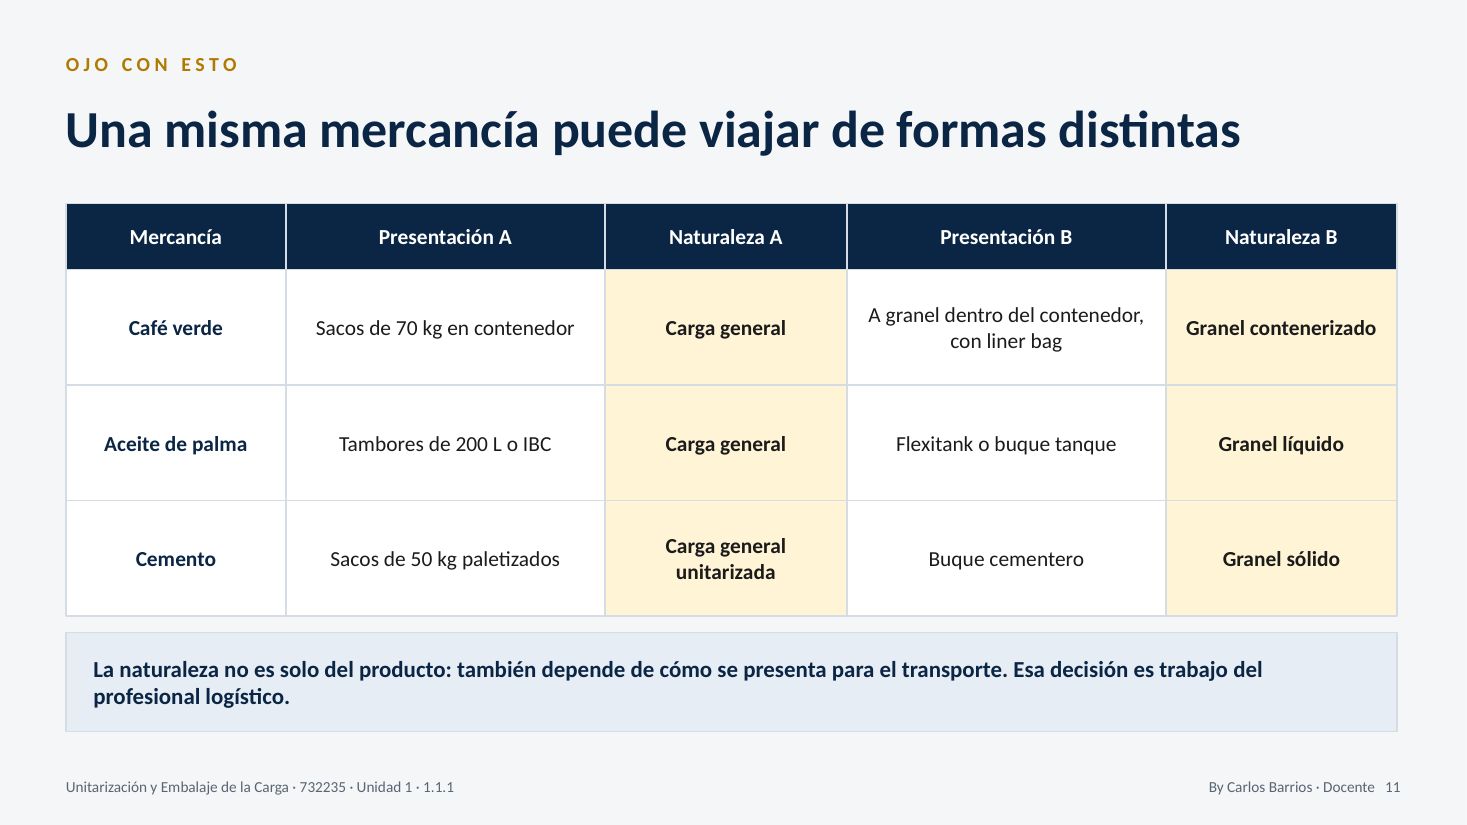 OJO CON ESTO
Una misma mercancía puede viajar de formas distintas
Mercancía
Presentación A
Naturaleza A
Presentación B
Naturaleza B
Café verde
Sacos de 70 kg en contenedor
Carga general
A granel dentro del contenedor,
con liner bag
Granel contenerizado
Aceite de palma
Tambores de 200 L o IBC
Carga general
Flexitank o buque tanque
Granel líquido
Cemento
Sacos de 50 kg paletizados
Carga general
unitarizada
Buque cementero
Granel sólido
La naturaleza no es solo del producto: también depende de cómo se presenta para el transporte. Esa decisión es trabajo del
profesional logístico.
Unitarización y Embalaje de la Carga · 732235 · Unidad 1 · 1.1.1
By Carlos Barrios · Docente 11